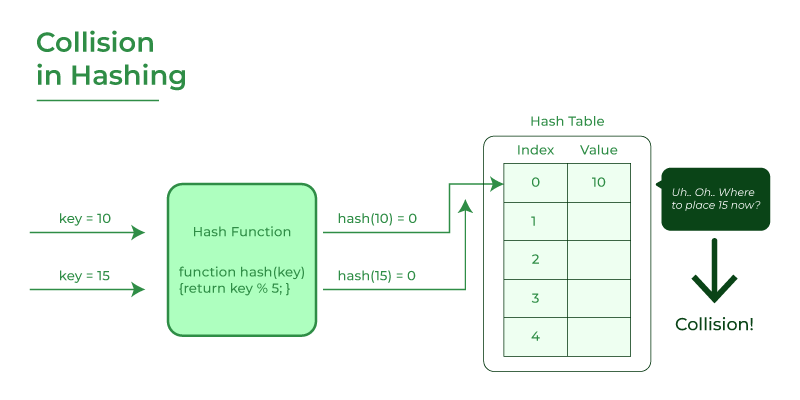 Collision
in Hashing
Hash Table
Index Value
key = 10
key = 15
Hash Function
function hash(key)
{return key % 5; }
hash(10) = 0
hash(15) = 0
0 10
1
2
3
4
Uh.. Oh.. Where
to place 15 now?
Collision!